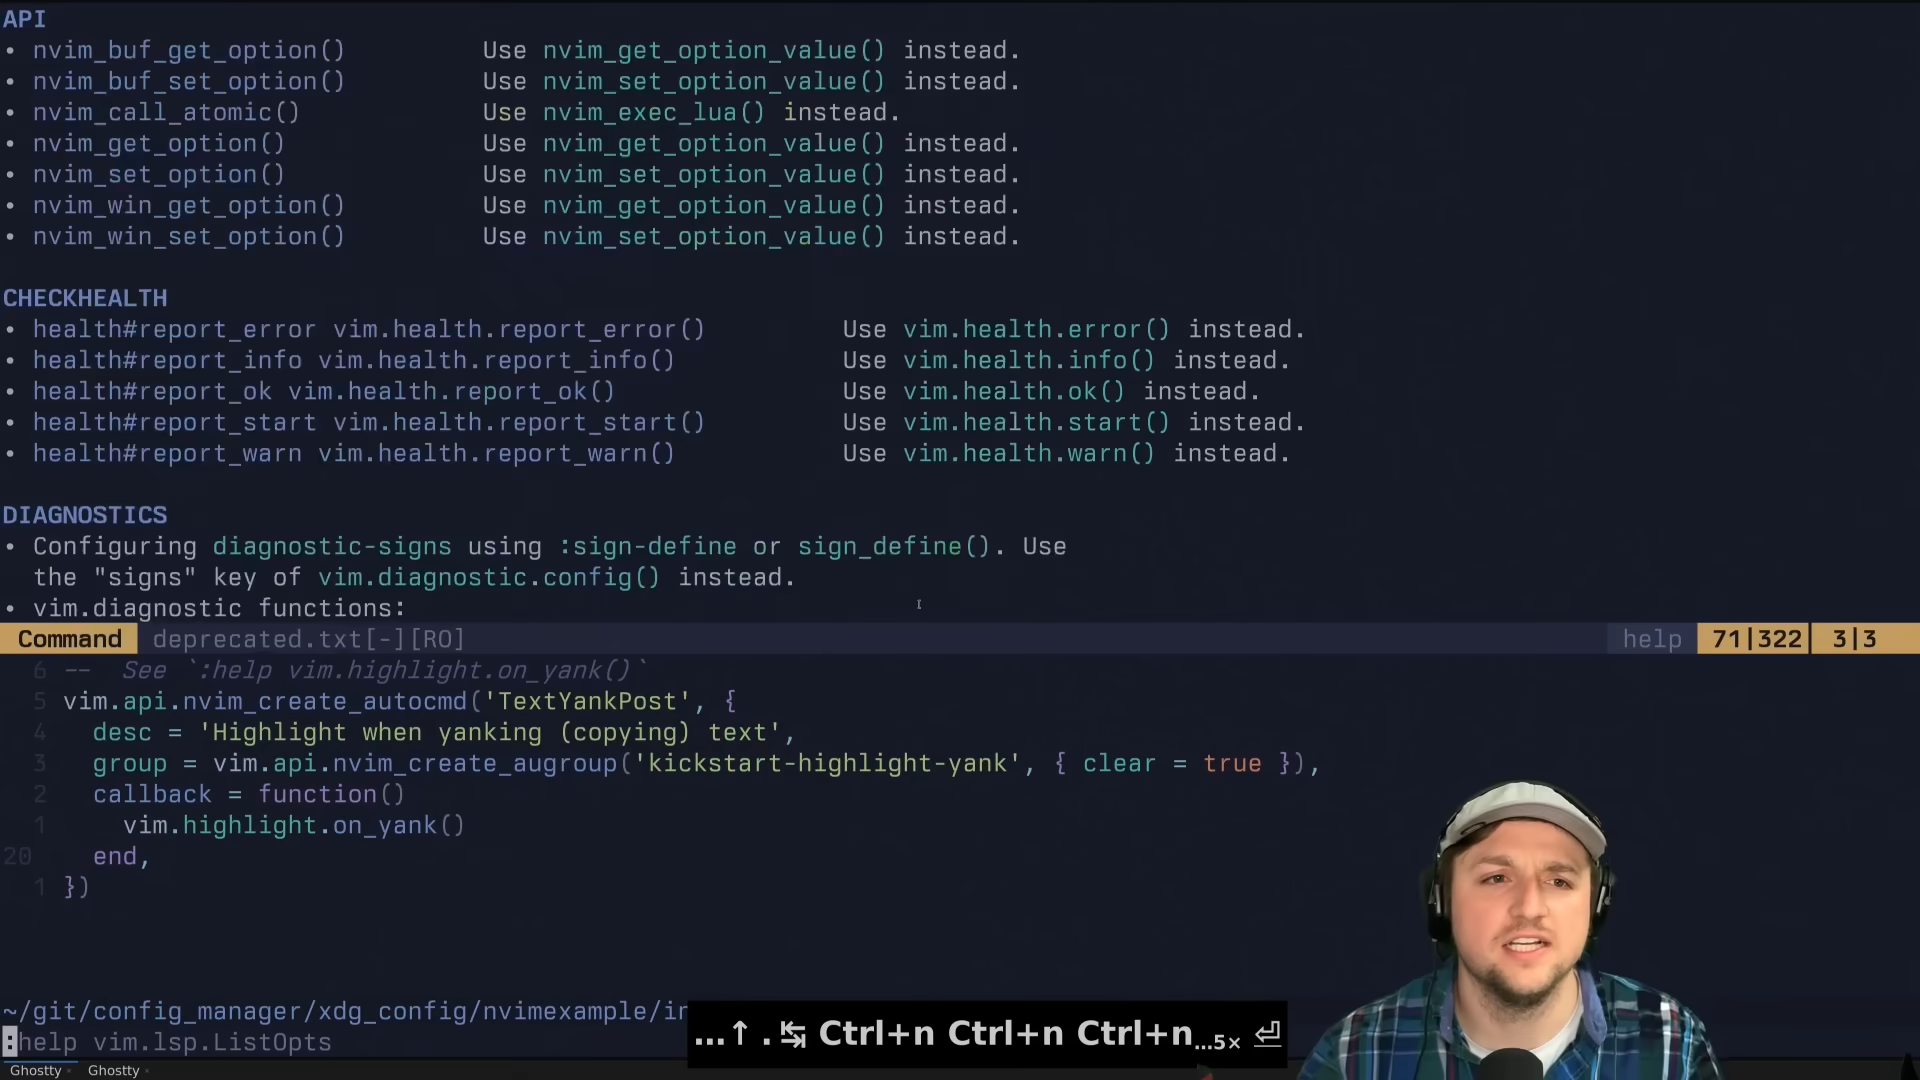 API
• nvim_buf_get_option()         Use nvim_get_option_value() instead.
• nvim_buf_set_option()         Use nvim_set_option_value() instead.
• nvim_call_atomic()            Use nvim_exec_lua() instead.
• nvim_get_option()             Use nvim_get_option_value() instead.
• nvim_set_option()             Use nvim_set_option_value() instead.
• nvim_win_get_option()         Use nvim_get_option_value() instead.
• nvim_win_set_option()         Use nvim_set_option_value() instead.
CHECKHEALTH
• health#report_error vim.health.report_error()         Use vim.health.error() instead.
• health#report_info vim.health.report_info()           Use vim.health.info() instead.
• health#report_ok vim.health.report_ok()               Use vim.health.ok() instead.
• health#report_start vim.health.report_start()         Use vim.health.start() instead.
• health#report_warn vim.health.report_warn()           Use vim.health.warn() instead.
DIAGNOSTICS
• Configuring diagnostic-signs using :sign-define or sign_define(). Use
  the "signs" key of vim.diagnostic.config() instead.
• vim.diagnostic functions:
Command deprecated.txt[-][RO] help 71|322 3|3
6 --  See `:help vim.highlight.on_yank()`
5 vim.api.nvim_create_autocmd('TextYankPost', {
4   desc = 'Highlight when yanking (copying) text',
3   group = vim.api.nvim_create_augroup('kickstart-highlight-yank', { clear = true }),
2   callback = function()
1     vim.highlight.on_yank()
20   end,
1 })
~/git/config_manager/xdg_config/nvimexample/in
:help vim.lsp.ListOpts
…↑ .↹ Ctrl+n Ctrl+n Ctrl+n…5× ⏎
Ghostty Ghostty